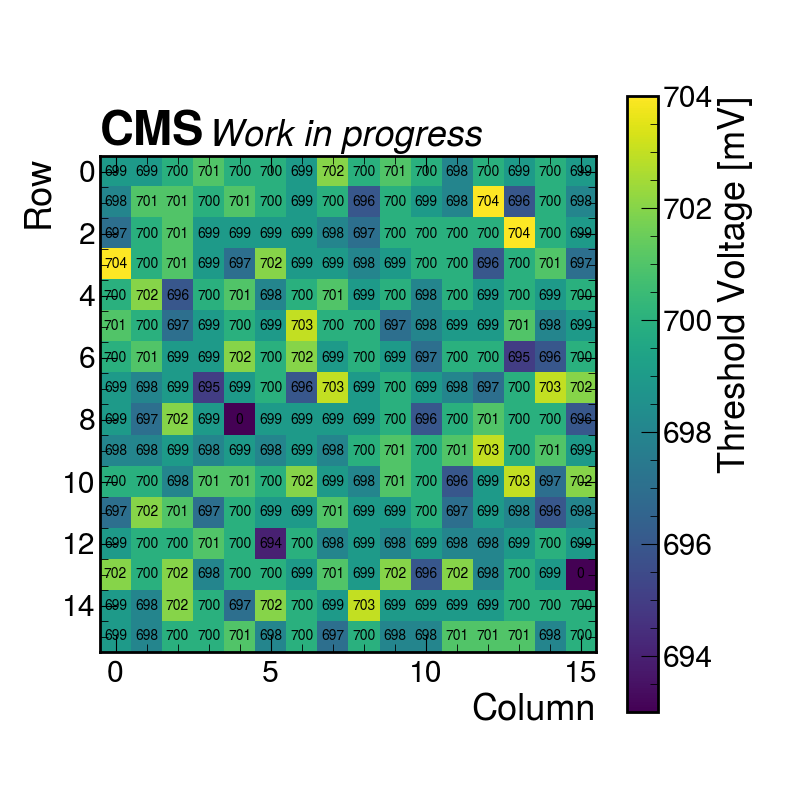 CMS Work in progress
Row
0 699 699 700 701 700 700 699 702 700 701 700 698 700 699 700 699
698 701 701 700 701 700 699 700 696 700 699 698 704 696 700 698
2 697 700 701 699 699 699 699 698 697 700 700 700 700 704 700 699
704 700 701 699 697 702 699 699 698 699 700 700 696 700 701 697
4 700 702 696 700 701 698 700 701 699 700 698 700 699 700 699 700
701 700 697 699 700 699 703 700 700 697 698 699 699 701 698 699
6 700 701 699 699 702 700 702 699 700 699 697 700 700 695 696 700
699 698 699 695 699 700 696 703 699 700 699 698 697 700 703 702
8 699 697 702 699 0 699 699 699 699 700 696 700 701 700 700 696
698 698 699 698 699 698 699 698 700 701 700 701 703 700 701 699
10 700 700 698 701 701 700 702 699 698 701 700 696 699 703 697 702
697 702 701 697 700 699 699 701 699 699 700 697 699 698 696 698
12 699 700 700 701 700 694 700 698 699 698 699 698 698 699 700 699
702 700 702 698 700 700 699 701 699 702 696 702 698 700 699 0
14 699 698 702 700 697 702 700 699 703 699 699 699 699 700 700 700
699 698 700 700 701 698 700 697 700 698 698 701 701 701 698 700
0 5 10 15
Column
704
702
700
698
696
694
Threshold Voltage [mV]